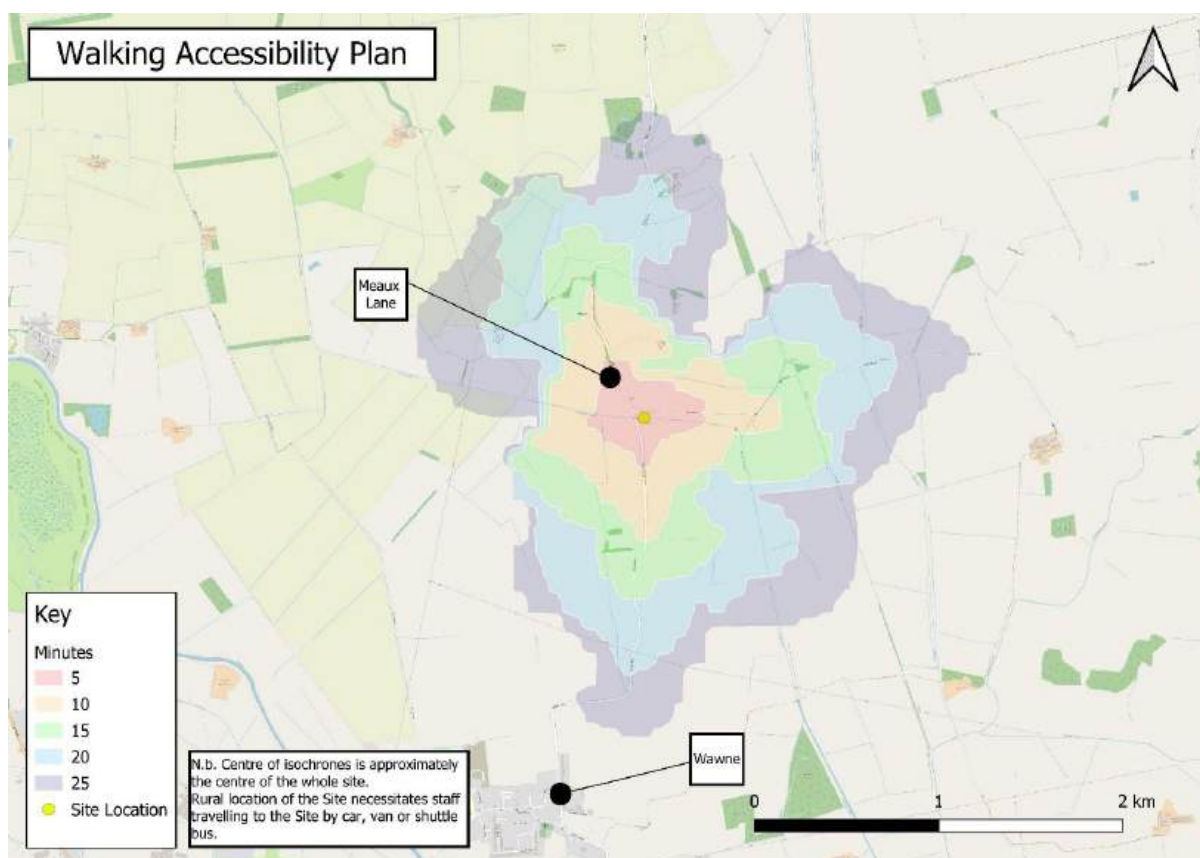 Walking Accessibility Plan
Meaux
Lane
Key
Minutes
5
10
15
20
25
Site Location
N.b. Centre of isochrones is approximately
the centre of the whole site.
Rural location of the Site necessitates staff
travelling to the Site by car, van or shuttle
bus.
Wawne
0 1 2 km